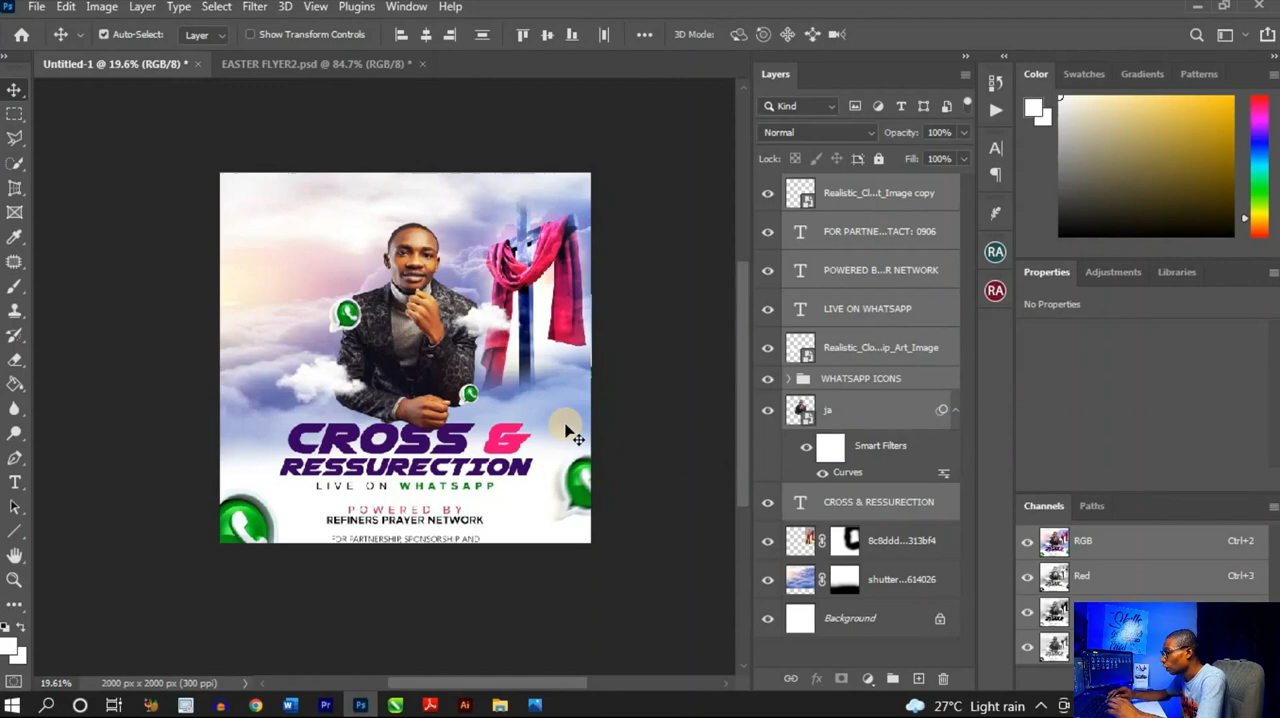 File Edit Image Layer Type Select Filter 3D View Plugins Window Help
Auto-Select: Layer Show Transform Controls 3D Mode:
Untitled-1 @ 19.6% (RGB/8) * EASTER FLYER2.psd @ 84.7% (RGB/8) *
Layers
Kind
Normal Opacity: 100%
Lock: Fill: 100%
Realistic_Cl...t_Image copy
FOR PARTNE...TACT: 0906
POWERED B...R NETWORK
LIVE ON WHATSAPP
Realistic_Clo...ip_Art_Image
WHATSAPP ICONS
ja
Smart Filters
Curves
CROSS & RESSURECTION
8c8ddd...313bf4
shutter...614026
Background
Color Swatches Gradients Patterns
RA
RA
Properties Adjustments Libraries
No Properties
Channels Paths
RGB Ctrl+2
Red Ctrl+3
CROSS &
RESSURECTION
LIVE ON WHATSAPP
POWERED BY
REFINERS PRAYER NETWORK
FOR PARTNERSHIP, SPONSORSHIP AND
19.61% 2000 px x 2000 px (300 ppi)
27°C Light rain